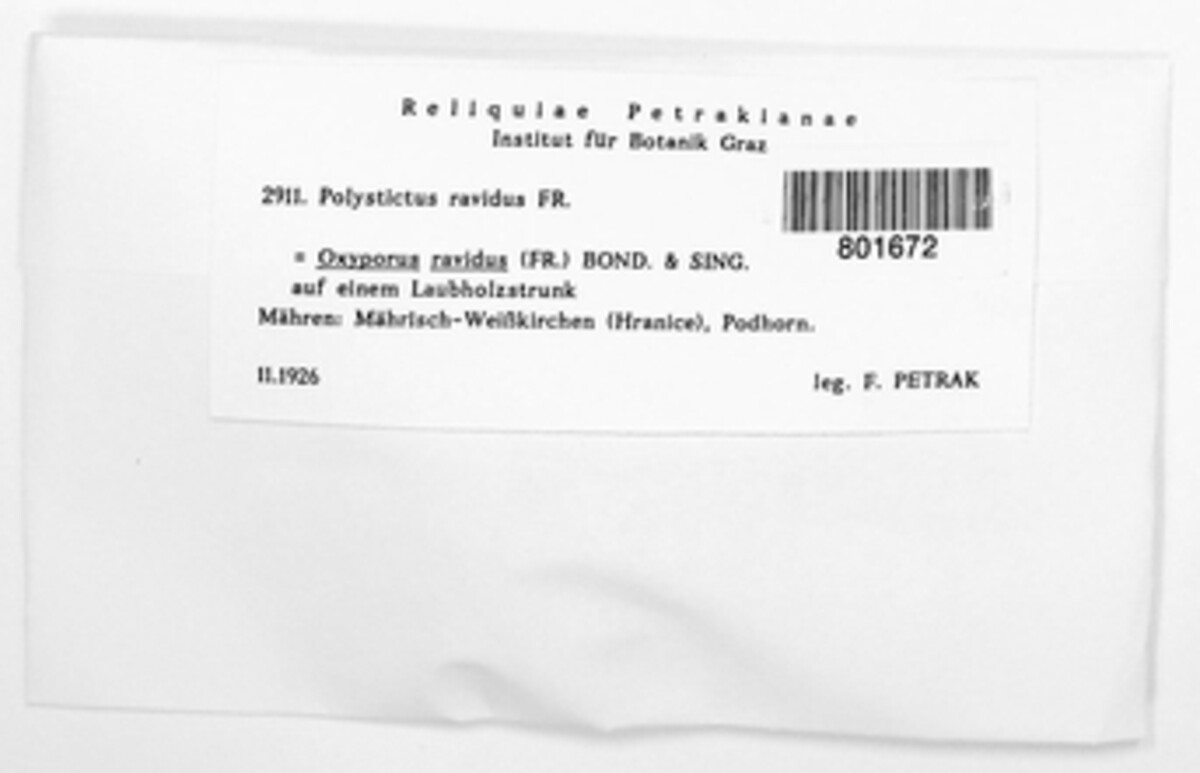 Reliquiae Petrakianae
Institut für Botanik Graz
2911. Polystictus ravidus FR.
801672
= Oxyporus ravidus (FR.) BOND. & SING.
auf einem Laubholzstrunk
Mähren: Mährisch-Weißkirchen (Hranice), Podhorn.
II.1926
leg. F. PETRAK